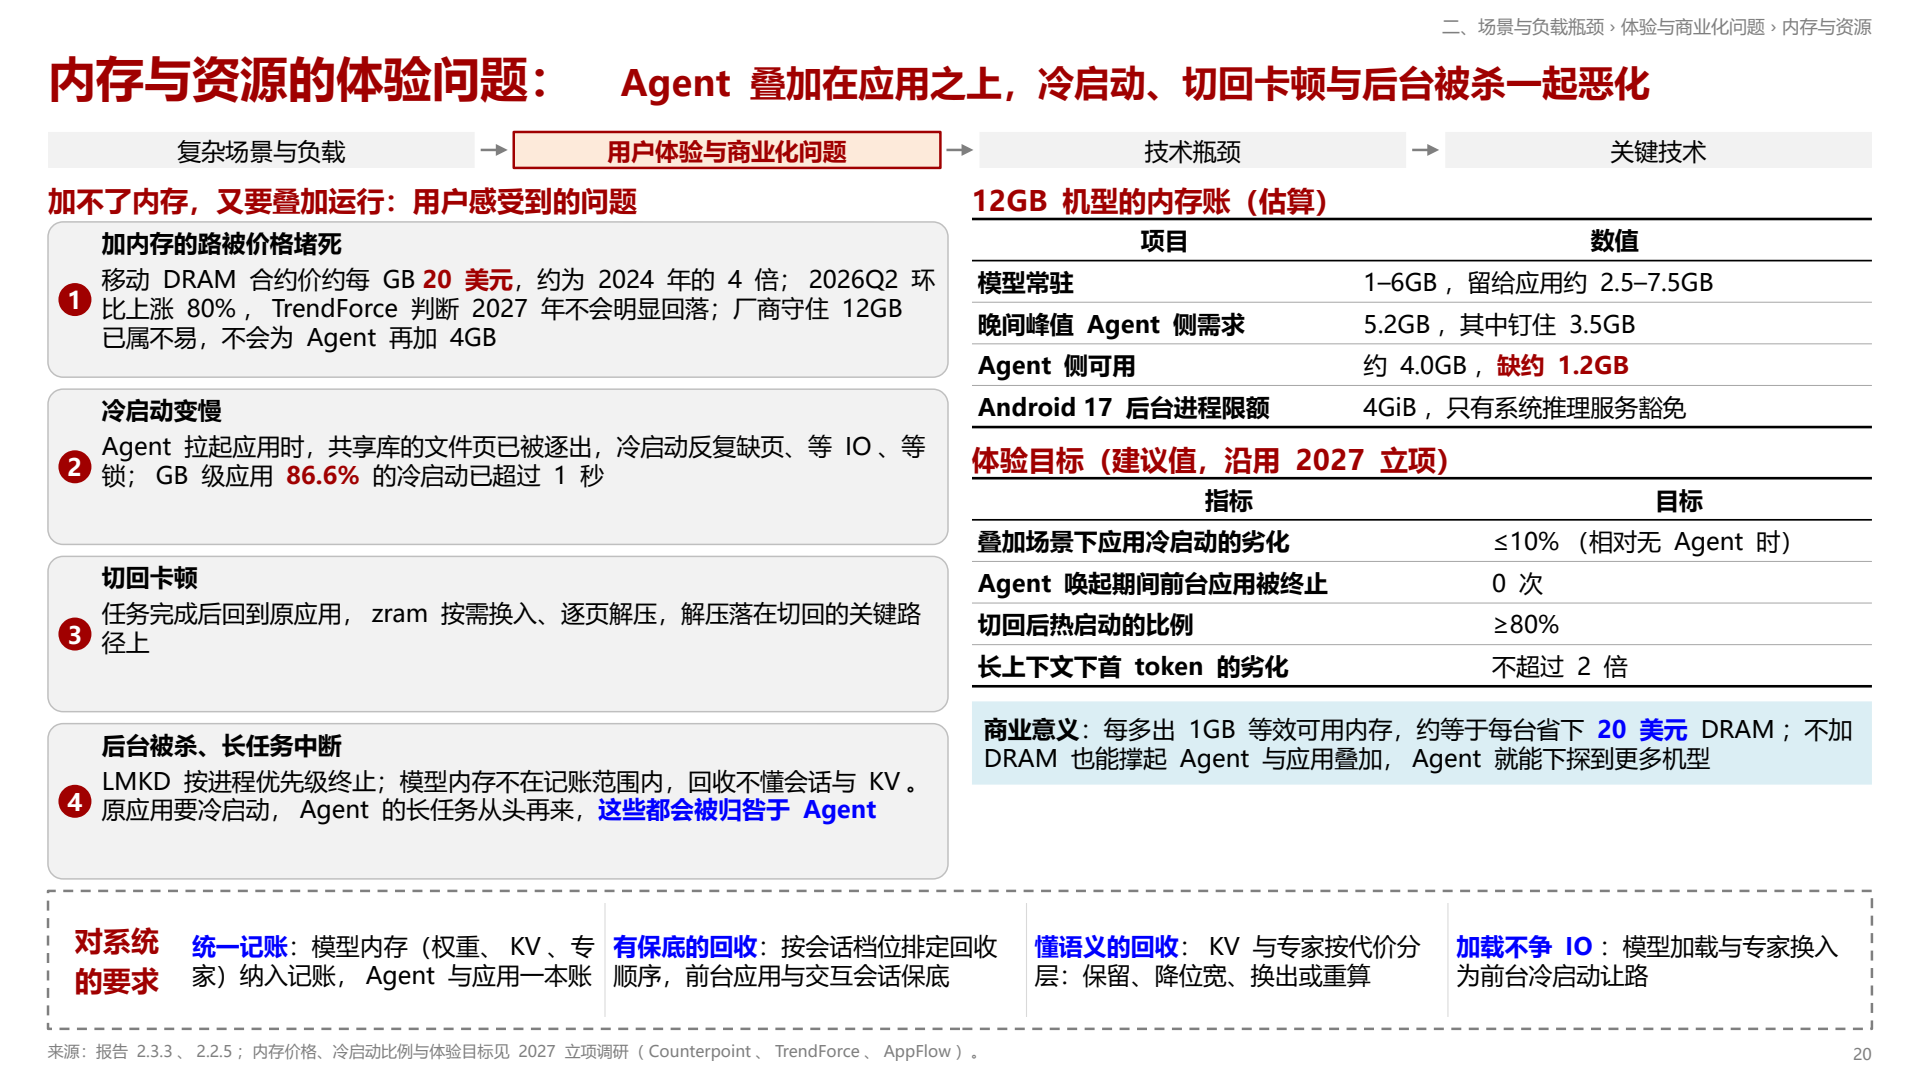 二、场景与负载瓶颈 › 体验与商业化问题 › 内存与资源
内存与资源的体验问题： Agent 叠加在应用之上，冷启动、切回卡顿与后台被杀一起恶化
复杂场景与负载 → 用户体验与商业化问题 → 技术瓶颈 → 关键技术
加不了内存，又要叠加运行：用户感受到的问题
1
加内存的路被价格堵死
移动 DRAM 合约价约每 GB 20 美元，约为 2024 年的 4 倍；2026Q2 环
比上涨 80%，TrendForce 判断 2027 年不会明显回落；厂商守住 12GB
已属不易，不会为 Agent 再加 4GB
2
冷启动变慢
Agent 拉起应用时，共享库的文件页已被逐出，冷启动反复缺页、等 IO、等
锁；GB 级应用 86.6% 的冷启动已超过 1 秒
3
切回卡顿
任务完成后回到原应用，zram 按需换入、逐页解压，解压落在切回的关键路
径上
4
后台被杀、长任务中断
LMKD 按进程优先级终止；模型内存不在记账范围内，回收不懂会话与 KV。
原应用要冷启动，Agent 的长任务从头再来，这些都会被归咎于 Agent
12GB 机型的内存账（估算）
项目 数值
模型常驻 1–6GB，留给应用约 2.5–7.5GB
晚间峰值 Agent 侧需求 5.2GB，其中钉住 3.5GB
Agent 侧可用 约 4.0GB，缺约 1.2GB
Android 17 后台进程限额 4GiB，只有系统推理服务豁免
体验目标（建议值，沿用 2027 立项）
指标 目标
叠加场景下应用冷启动的劣化 ≤10%（相对无 Agent 时）
Agent 唤起期间前台应用被终止 0 次
切回后热启动的比例 ≥80%
长上下文下首 token 的劣化 不超过 2 倍
商业意义：每多出 1GB 等效可用内存，约等于每台省下 20 美元 DRAM；不加
DRAM 也能撑起 Agent 与应用叠加，Agent 就能下探到更多机型
对系统
的要求
统一记账：模型内存（权重、KV、专
家）纳入记账，Agent 与应用一本账
有保底的回收：按会话档位排定回收
顺序，前台应用与交互会话保底
懂语义的回收：KV 与专家按代价分
层：保留、降位宽、换出或重算
加载不争 IO：模型加载与专家换入
为前台冷启动让路
来源：报告 2.3.3、2.2.5；内存价格、冷启动比例与体验目标见 2027 立项调研（Counterpoint、TrendForce、AppFlow）。
20